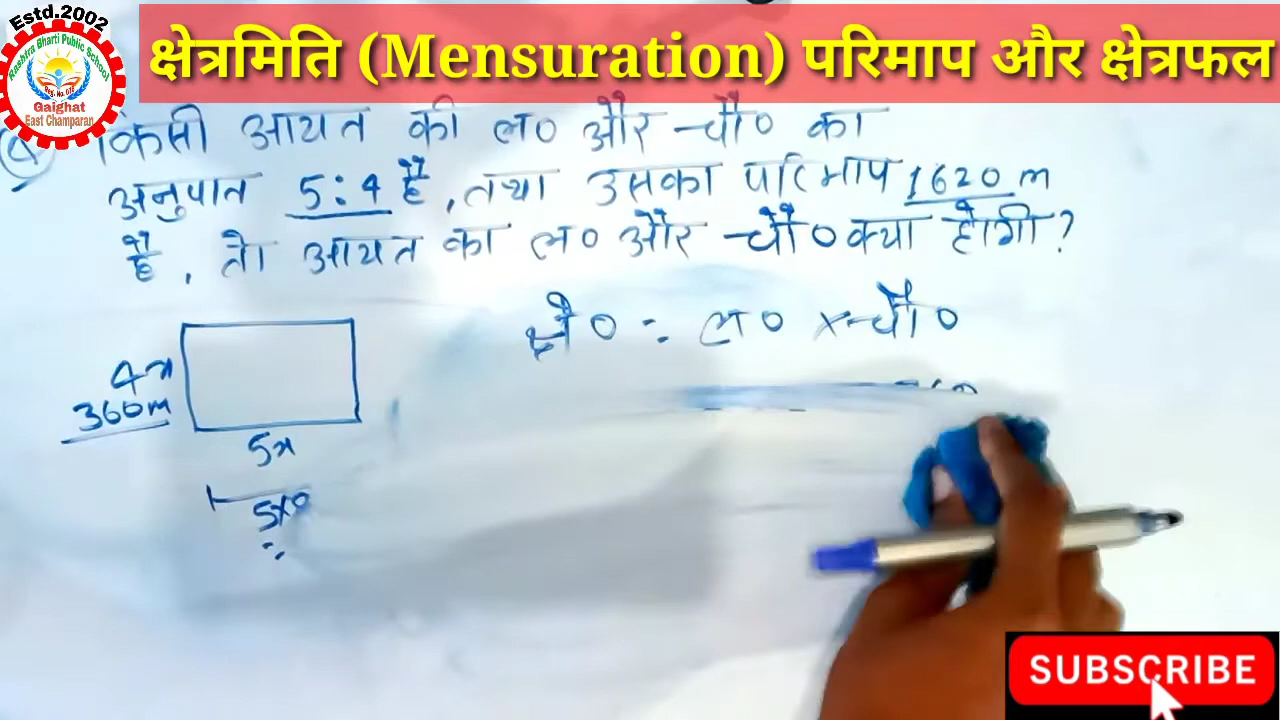 Estd.2002
Rashtra Bharti Public School
Gaighat
East Champaran
क्षेत्रमिति (Mensuration) परिमाप और क्षेत्रफल
किसी आयत की ल० और चौ० का
अनुपात 5:4 है, तथा उसका परिमाप 1620 m
है, तो आयत का ल० और चौ० क्या होगी?
क्षे० = ल० × चौ०
4x
360m
5x
SUBSCRIBE